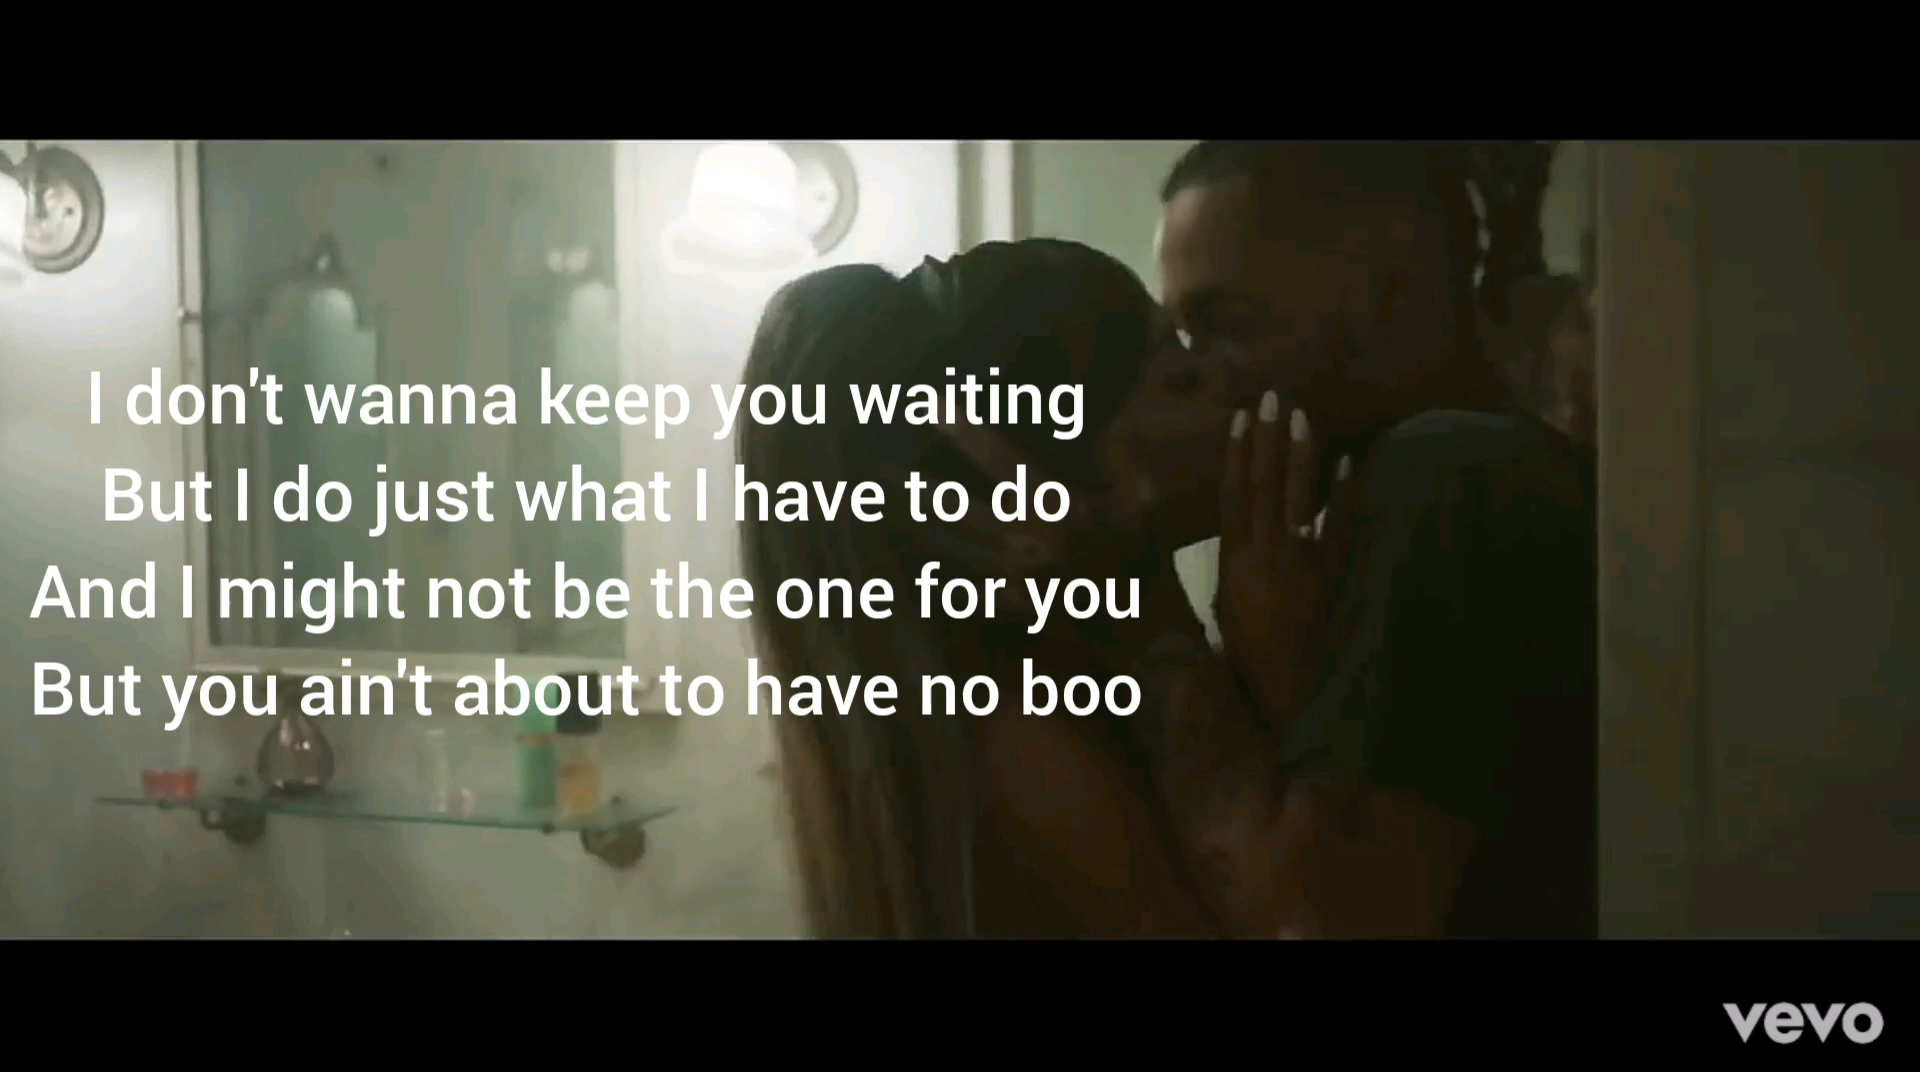 I don't wanna keep you waiting
But I do just what I have to do
And I might not be the one for you
But you ain't about to have no boo
vevo